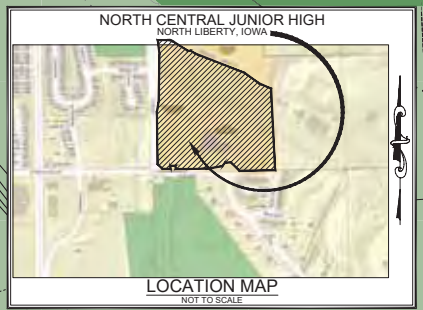 NORTH CENTRAL JUNIOR HIGH
NORTH LIBERTY, IOWA
LOCATION MAP
NOT TO SCALE